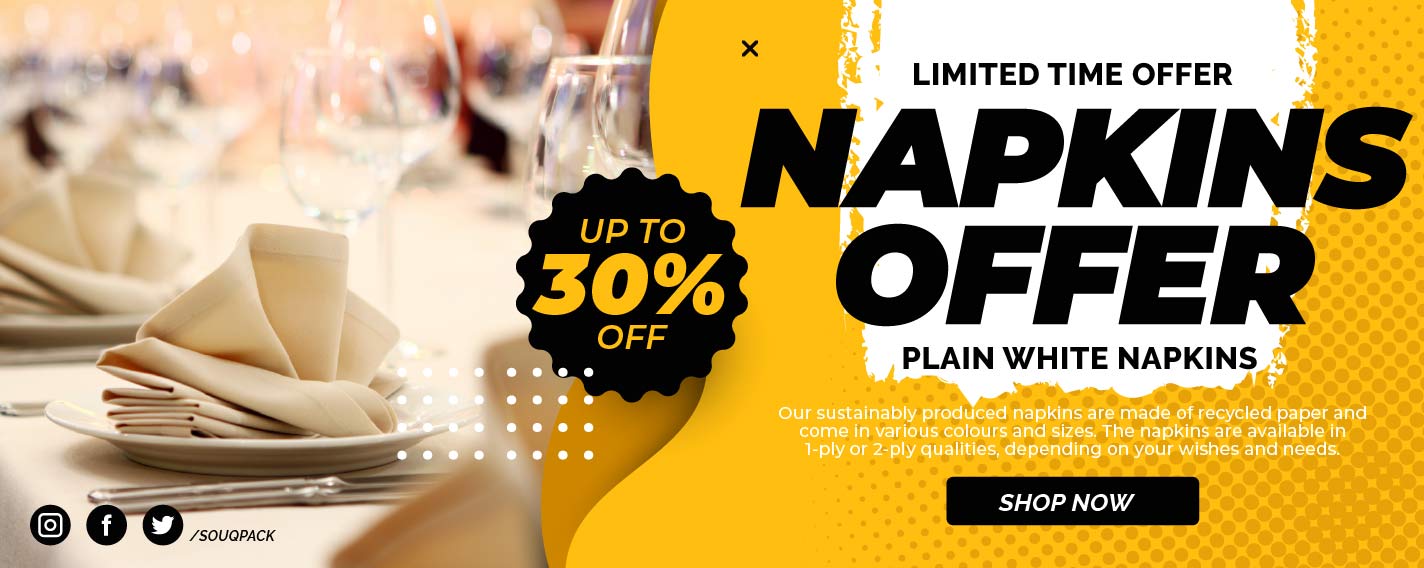 LIMITED TIME OFFER
NAPKINS
OFFER
PLAIN WHITE NAPKINS
Our sustainably produced napkins are made of recycled paper and
come in various colours and sizes. The napkins are available in
1-ply or 2-ply qualities, depending on your wishes and needs.
SHOP NOW
UP TO
30%
OFF
/SOUQPACK